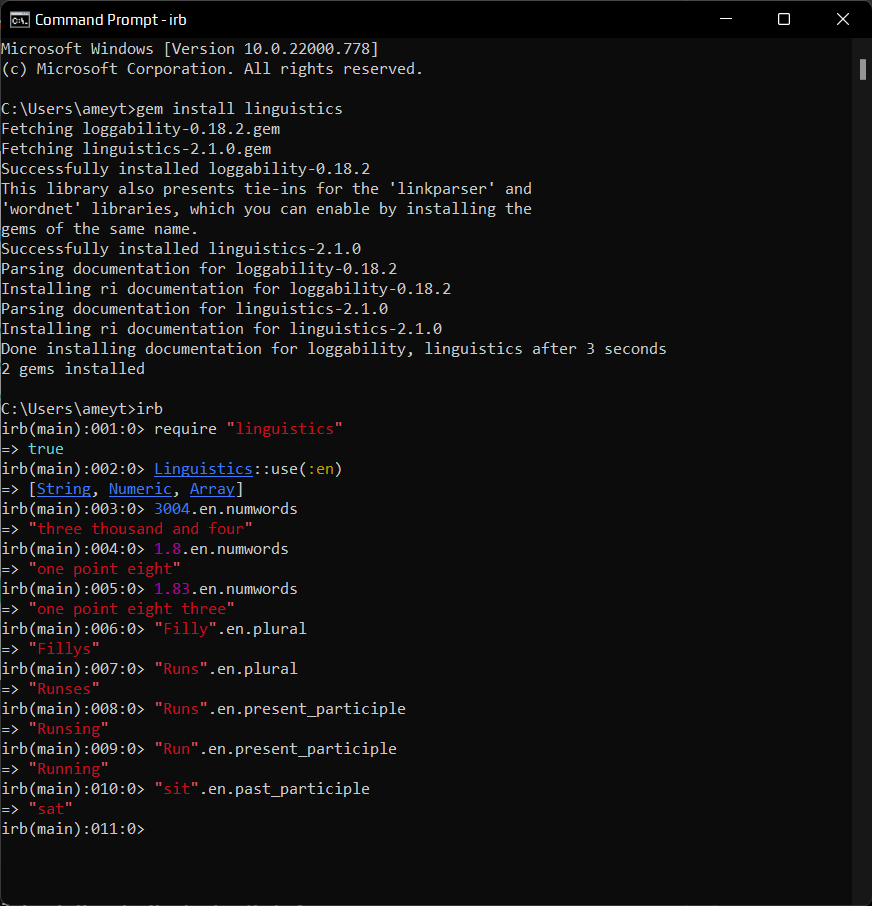 Command Prompt - irb
Microsoft Windows [Version 10.0.22000.778]
(c) Microsoft Corporation. All rights reserved.
C:\Users\ameyt>gem install linguistics
Fetching loggability-0.18.2.gem
Fetching linguistics-2.1.0.gem
Successfully installed loggability-0.18.2
This library also presents tie-ins for the 'linkparser' and
'wordnet' libraries, which you can enable by installing the
gems of the same name.
Successfully installed linguistics-2.1.0
Parsing documentation for loggability-0.18.2
Installing ri documentation for loggability-0.18.2
Parsing documentation for linguistics-2.1.0
Installing ri documentation for linguistics-2.1.0
Done installing documentation for loggability, linguistics after 3 seconds
2 gems installed
C:\Users\ameyt>irb
irb(main):001:0> require "linguistics"
=> true
irb(main):002:0> Linguistics::use(:en)
=> [String, Numeric, Array]
irb(main):003:0> 3004.en.numwords
=> "three thousand and four"
irb(main):004:0> 1.8.en.numwords
=> "one point eight"
irb(main):005:0> 1.83.en.numwords
=> "one point eight three"
irb(main):006:0> "Filly".en.plural
=> "Fillys"
irb(main):007:0> "Runs".en.plural
=> "Runses"
irb(main):008:0> "Runs".en.present_participle
=> "Runsing"
irb(main):009:0> "Run".en.present_participle
=> "Running"
irb(main):010:0> "sit".en.past_participle
=> "sat"
irb(main):011:0>